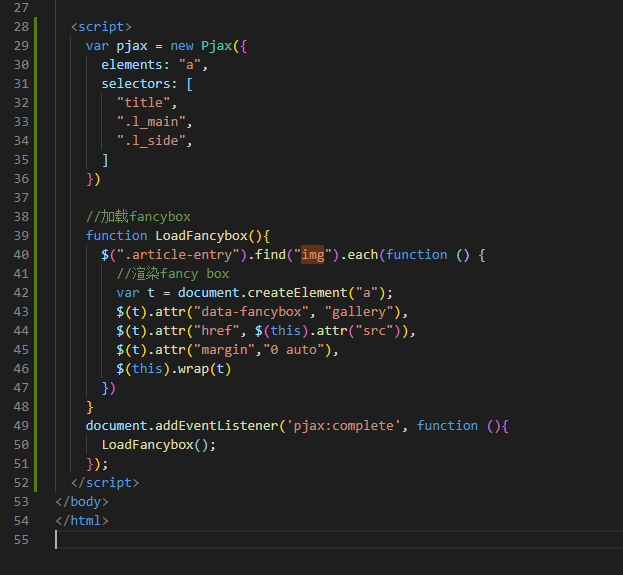 27
28 <script>
29 var pjax = new Pjax({
30 elements: "a",
31 selectors: [
32 "title",
33 ".l_main",
34 ".l_side",
35 ]
36 })
37
38 //加载fancybox
39 function LoadFancybox(){
40 $(".article-entry").find("img").each(function () {
41 //渲染fancy box
42 var t = document.createElement("a");
43 $(t).attr("data-fancybox", "gallery"),
44 $(t).attr("href", $(this).attr("src")),
45 $(t).attr("margin","0 auto"),
46 $(this).wrap(t)
47 })
48 }
49 document.addEventListener('pjax:complete', function (){
50 LoadFancybox();
51 });
52 </script>
53 </body>
54 </html>
55